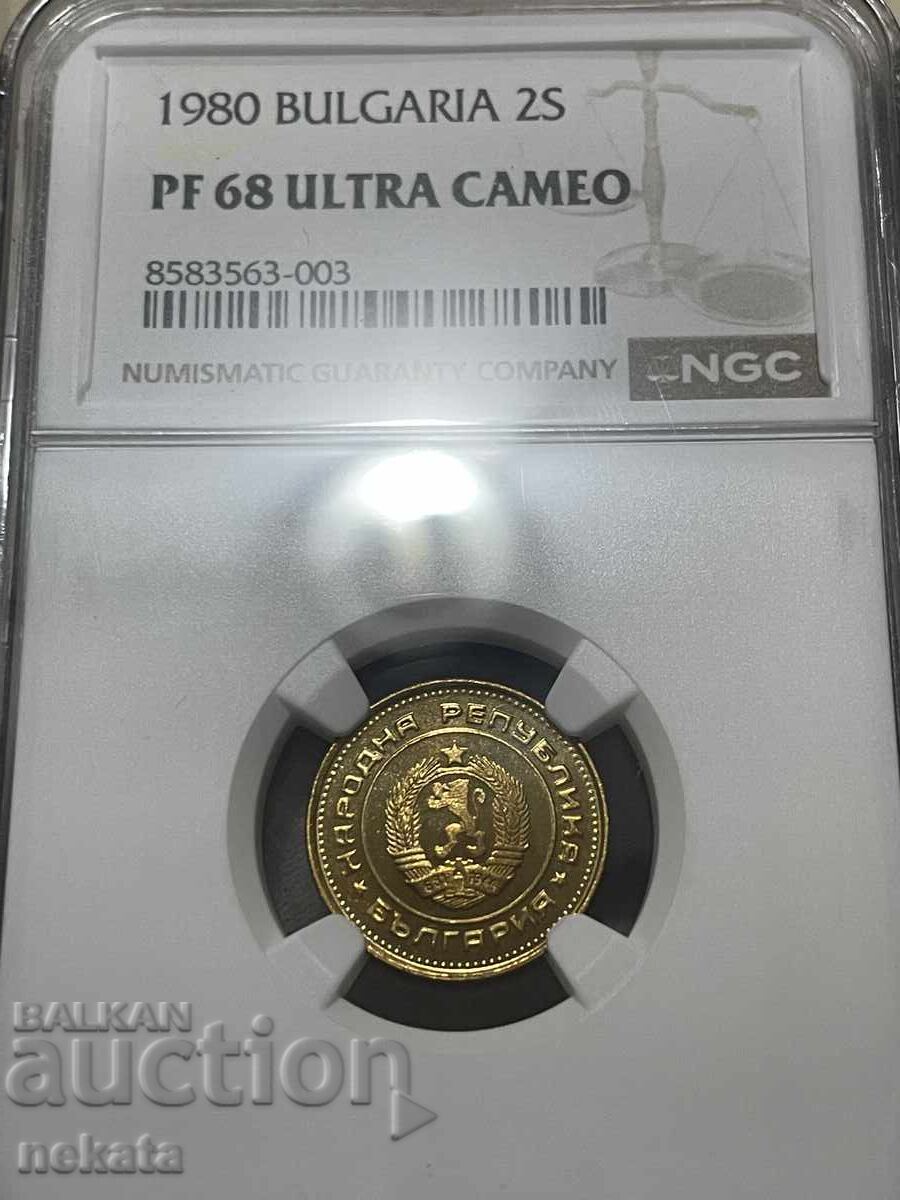 1980 BULGARIA 2S
PF 68 ULTRA CAMEO
8583563-003
NUMISMATIC GUARANTY COMPANY
NGC
НАРОДНА РЕПУБЛИКА
БЪЛГАРИЯ
BALKAN
auction
nekata